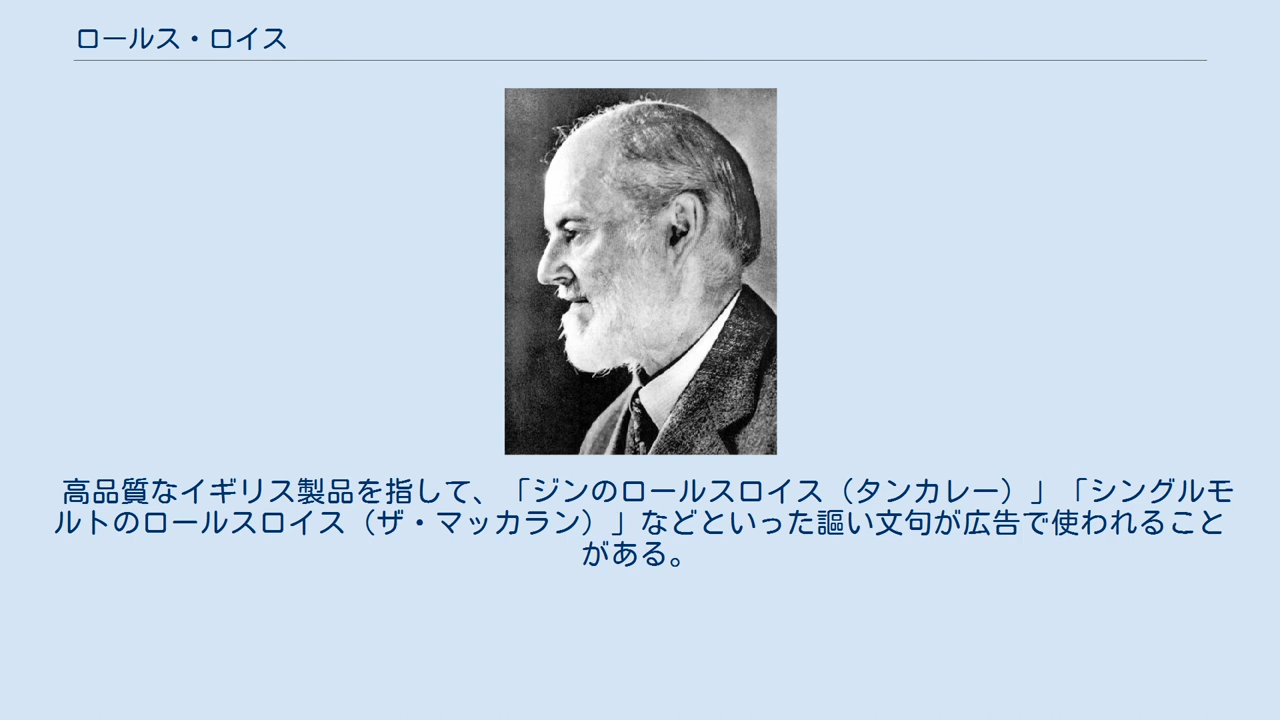 ロールス・ロイス
高品質なイギリス製品を指して、「ジンのロールスロイス（タンカレー）」「シングルモ
ルトのロールスロイス（ザ・マッカラン）」などといった謳い文句が広告で使われること
がある。